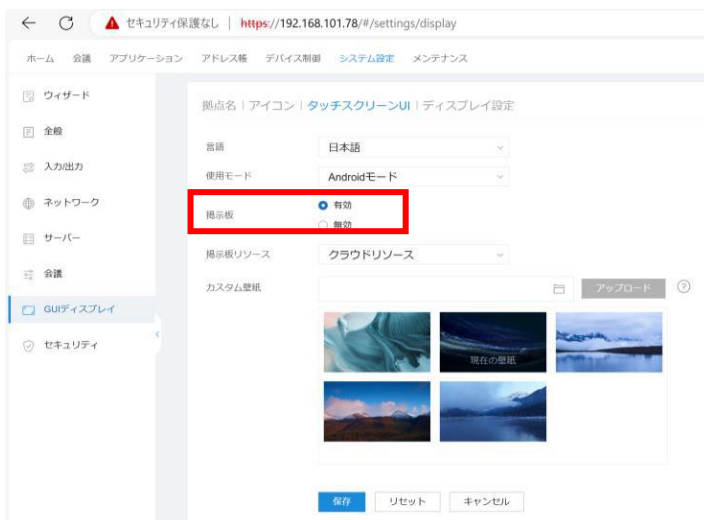 セキュリティ保護なし | https://192.168.101.78/#/settings/display
ホーム 会議 アプリケーション アドレス帳 デバイス制御 システム設定 メンテナンス
ウィザード
全般
入力/出力
ネットワーク
サーバー
会議
GUIディスプレイ
セキュリティ
拠点名 | アイコン | タッチスクリーンUI | ディスプレイ設定
言語 日本語
使用モード Androidモード
掲示板 有効
無効
掲示板リソース クラウドリソース
カスタム壁紙 アップロード ?
現在の壁紙
保存 リセット キャンセル